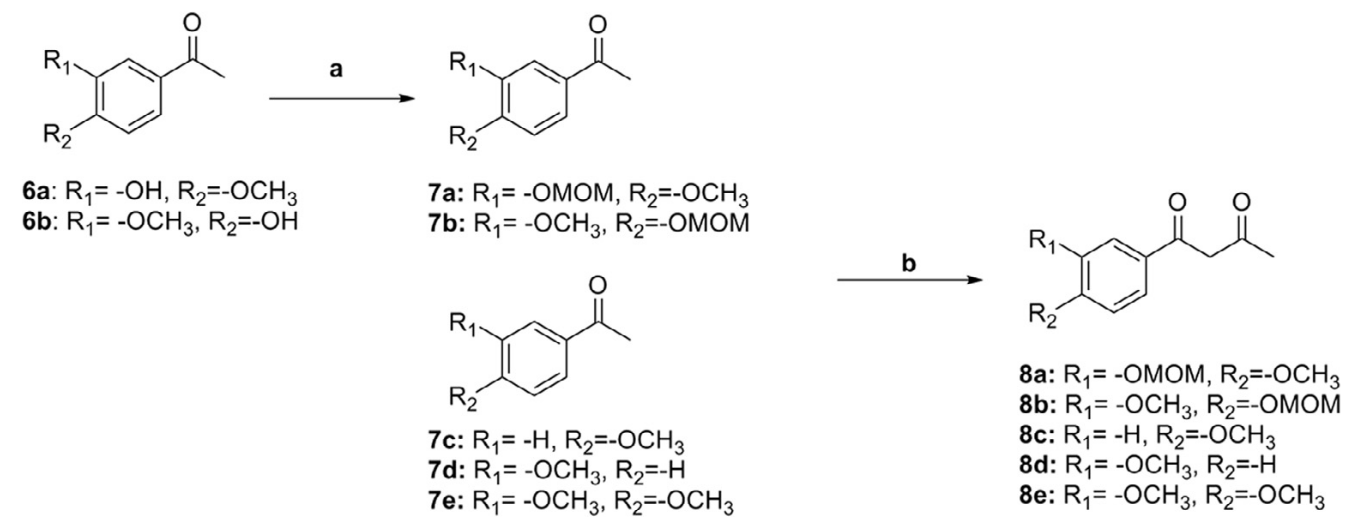 O
R1
R2
a
O
R1
R2
6a: R1= -OH, R2=-OCH3
6b: R1= -OCH3, R2=-OH
7a: R1= -OMOM, R2=-OCH3
7b: R1= -OCH3, R2=-OMOM
O
R1
R2
7c: R1= -H, R2=-OCH3
7d: R1= -OCH3, R2=-H
7e: R1= -OCH3, R2=-OCH3
b
O O
R1
R2
8a: R1= -OMOM, R2=-OCH3
8b: R1= -OCH3, R2=-OMOM
8c: R1= -H, R2=-OCH3
8d: R1= -OCH3, R2=-H
8e: R1= -OCH3, R2=-OCH3